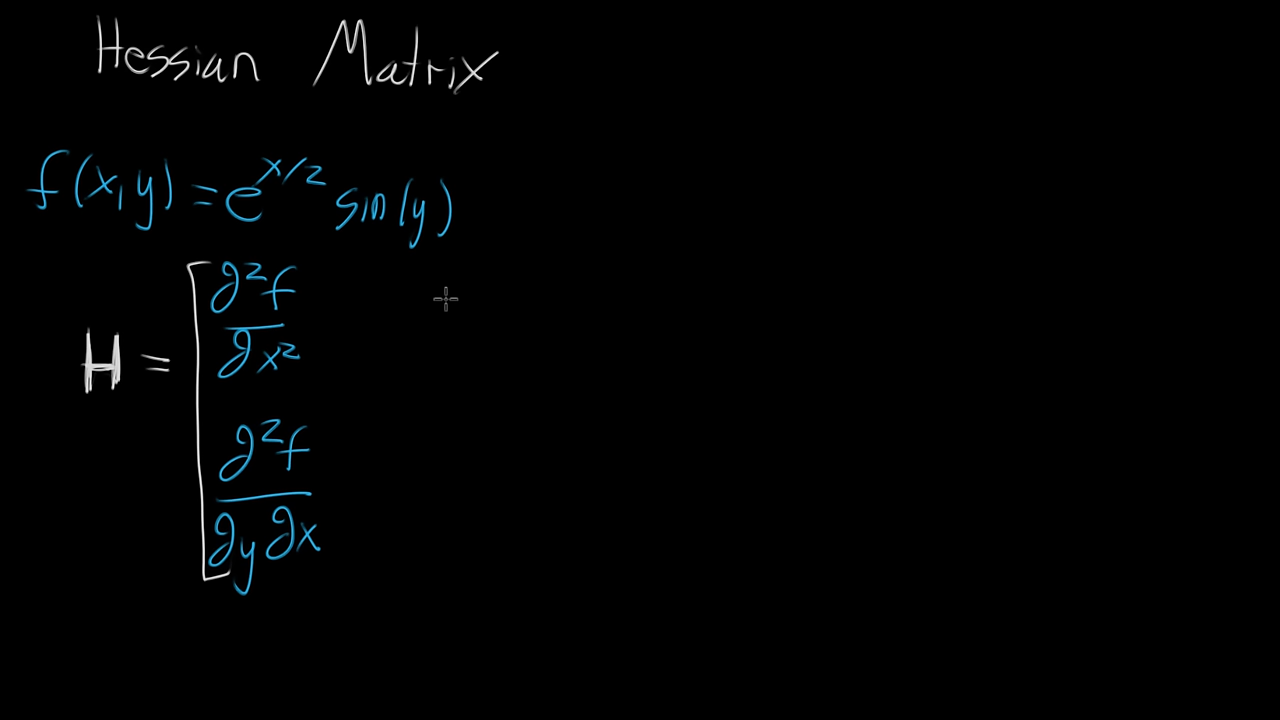 Hessian Matrix
f(x,y) = e^{x/2} sin(y)
∂²f
∂x²
H = [
∂²f
∂y ∂x